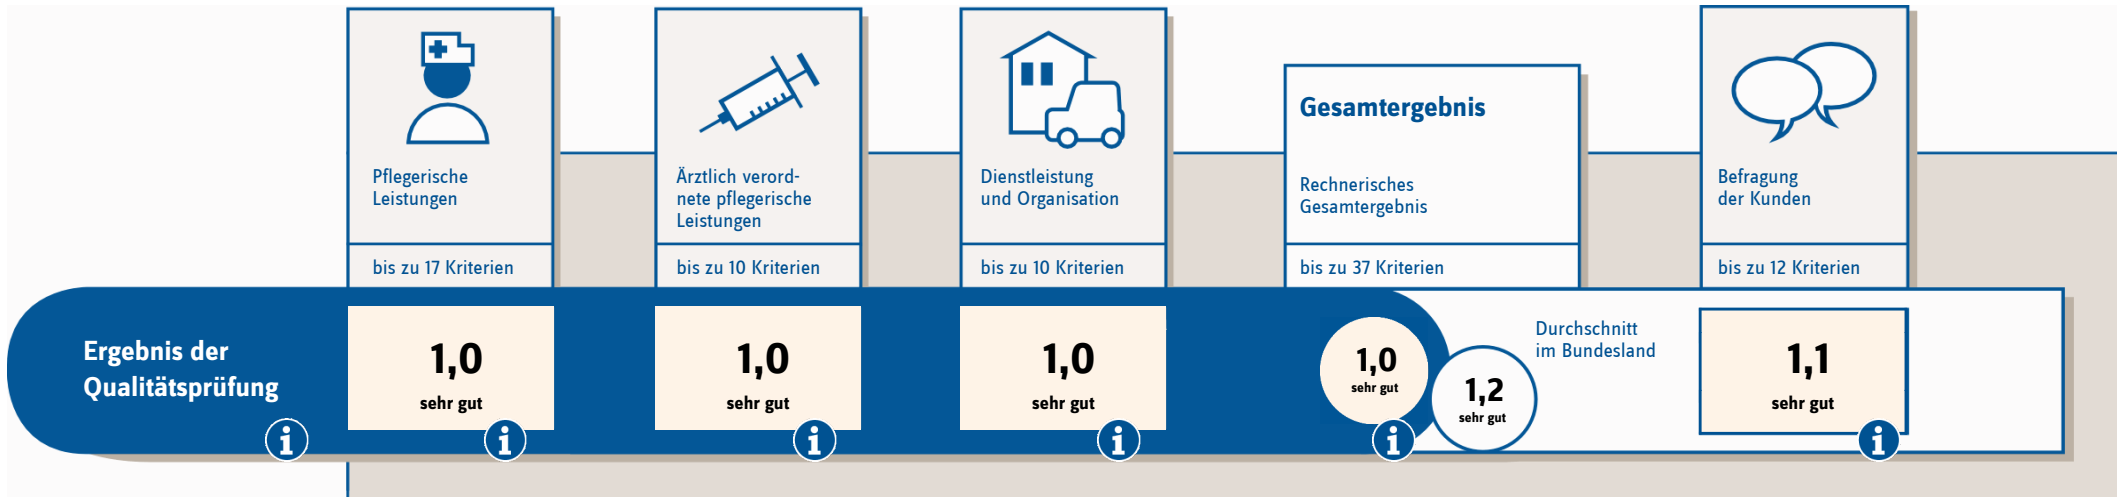 Pflegerische
Leistungen
bis zu 17 Kriterien
Ärztlich verord-
nete pflegerische
Leistungen
bis zu 10 Kriterien
Dienstleistung
und Organisation
bis zu 10 Kriterien
Gesamtergebnis
Rechnerisches
Gesamtergebnis
bis zu 37 Kriterien
Befragung
der Kunden
bis zu 12 Kriterien
Ergebnis der
Qualitätsprüfung
i
1,0
sehr gut
i
1,0
sehr gut
i
1,0
sehr gut
i
1,0
sehr gut
i
1,2
sehr gut
Durchschnitt
im Bundesland
1,1
sehr gut
i